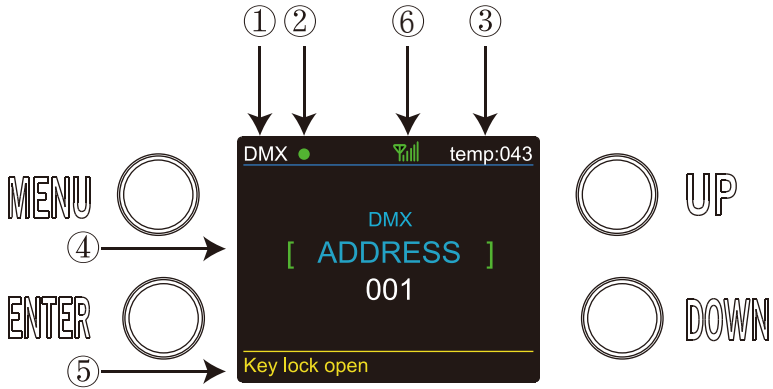 ① ② ⑥ ③
DMX temp:043
MENU
UP
DMX
④
[ ADDRESS ]
001
ENTER
DOWN
⑤
Key lock open